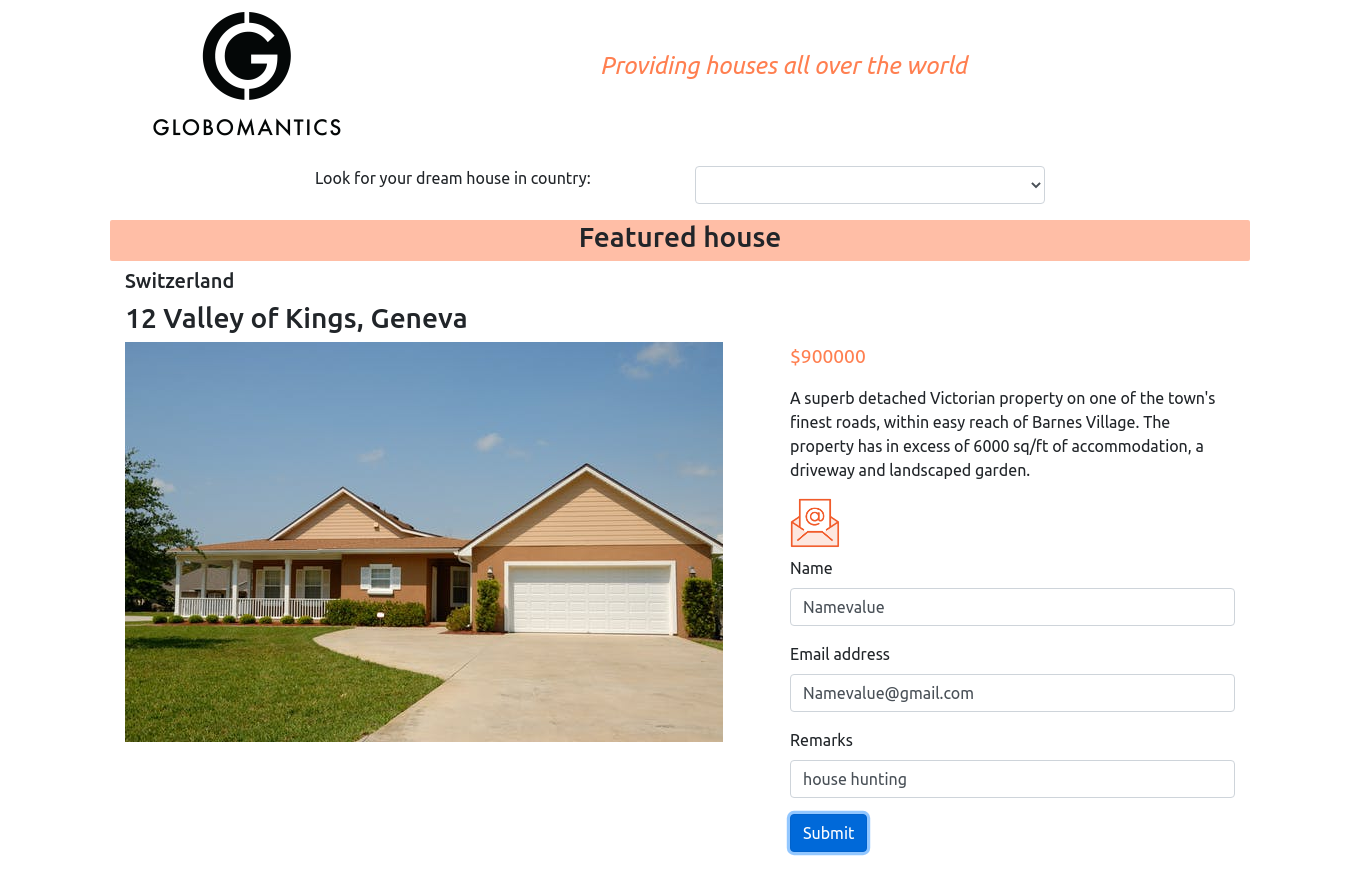 GLOBOMANTICS
Providing houses all over the world
Look for your dream house in country:
Featured house
Switzerland
12 Valley of Kings, Geneva
$900000
A superb detached Victorian property on one of the town's
finest roads, within easy reach of Barnes Village. The
property has in excess of 6000 sq/ft of accommodation, a
driveway and landscaped garden.
@
Name
Namevalue
Email address
Namevalue@gmail.com
Remarks
house hunting
Submit